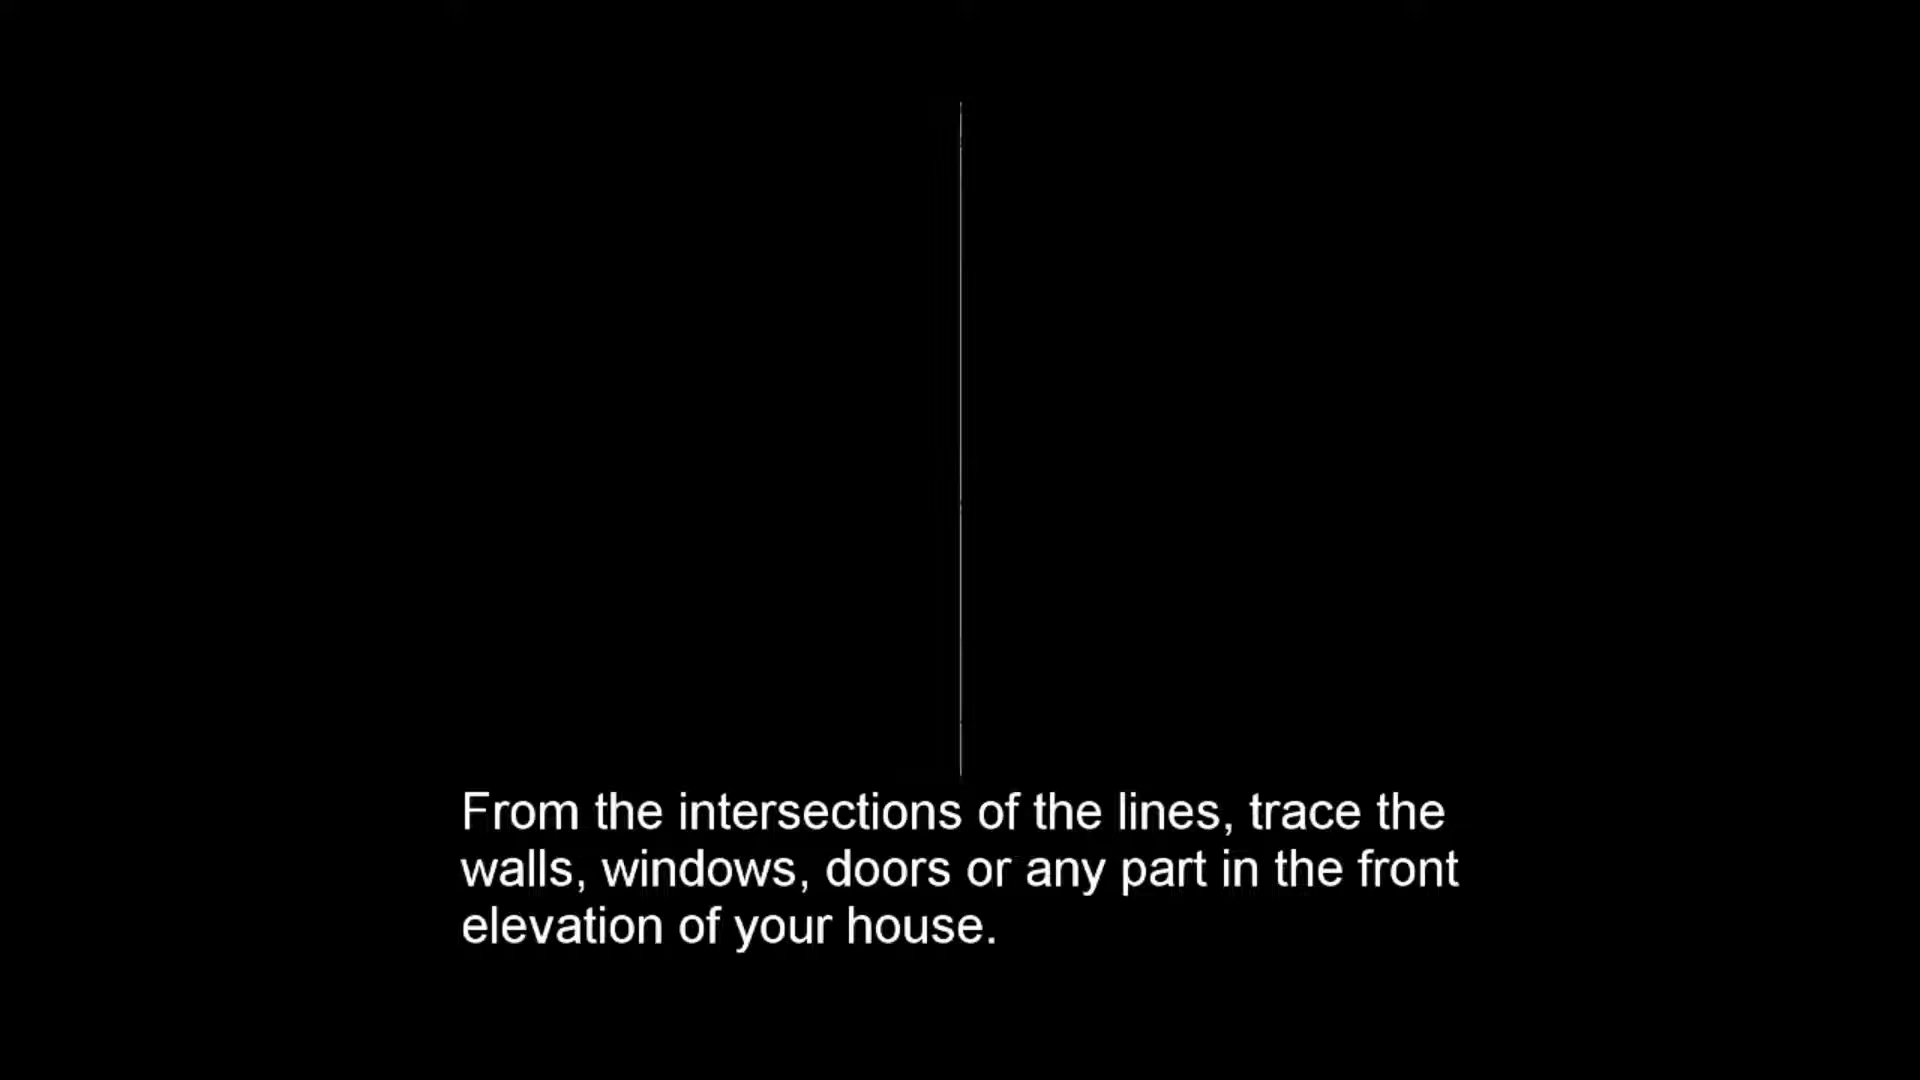 From the intersections of the lines, trace the
walls, windows, doors or any part in the front
elevation of your house.